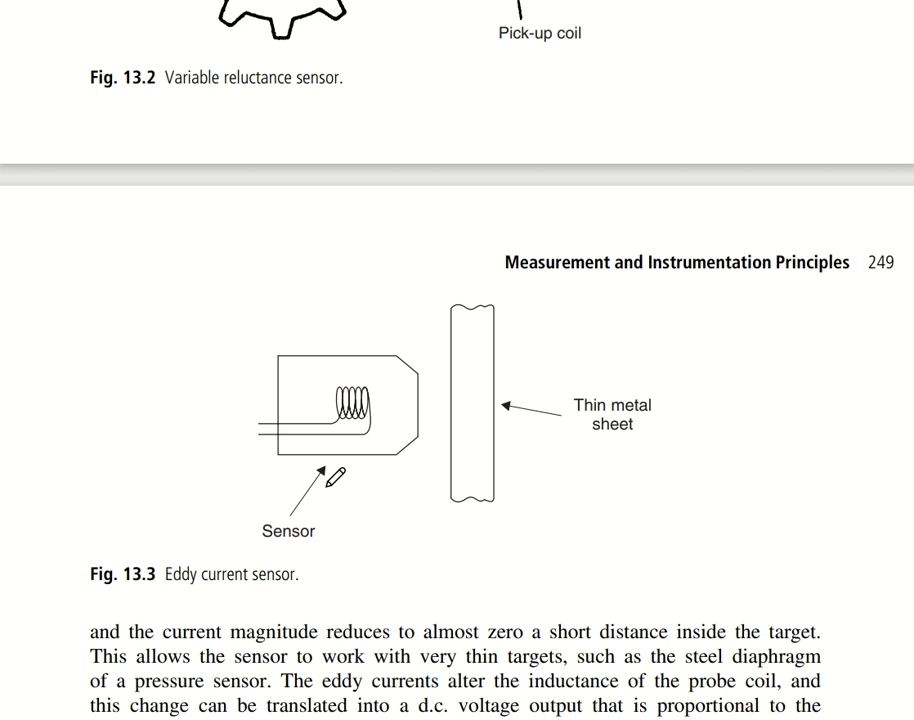 Pick-up coil
Fig. 13.2 Variable reluctance sensor.
Measurement and Instrumentation Principles 249
Thin metal
sheet
Sensor
Fig. 13.3 Eddy current sensor.
and the current magnitude reduces to almost zero a short distance inside the target.
This allows the sensor to work with very thin targets, such as the steel diaphragm
of a pressure sensor. The eddy currents alter the inductance of the probe coil, and
this change can be translated into a d.c. voltage output that is proportional to the